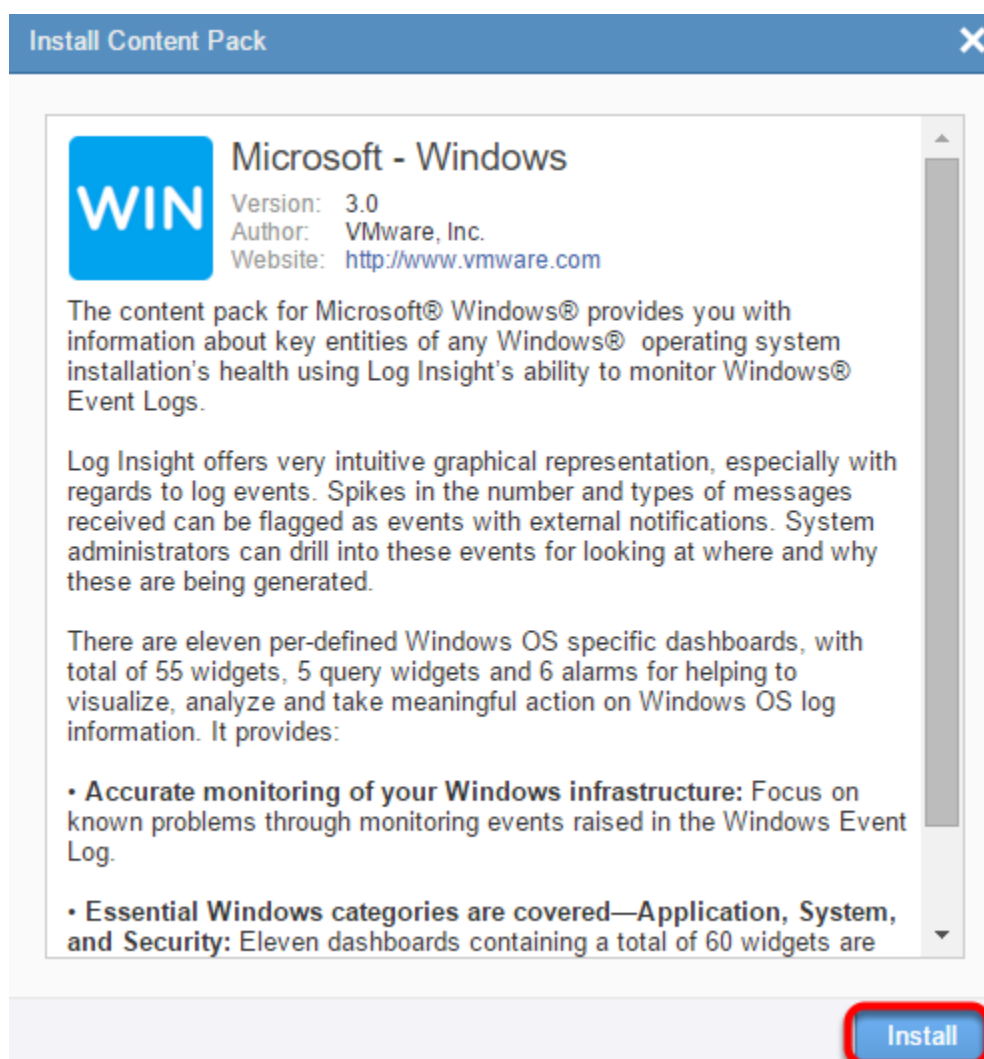 Install Content Pack
WIN
Microsoft - Windows
Version: 3.0
Author: VMware, Inc.
Website: http://www.vmware.com
The content pack for Microsoft® Windows® provides you with
information about key entities of any Windows® operating system
installation's health using Log Insight's ability to monitor Windows®
Event Logs.
Log Insight offers very intuitive graphical representation, especially with
regards to log events. Spikes in the number and types of messages
received can be flagged as events with external notifications. System
administrators can drill into these events for looking at where and why
these are being generated.
There are eleven per-defined Windows OS specific dashboards, with
total of 55 widgets, 5 query widgets and 6 alarms for helping to
visualize, analyze and take meaningful action on Windows OS log
information. It provides:
• Accurate monitoring of your Windows infrastructure: Focus on
known problems through monitoring events raised in the Windows Event
Log.
• Essential Windows categories are covered—Application, System,
and Security: Eleven dashboards containing a total of 60 widgets are
Install